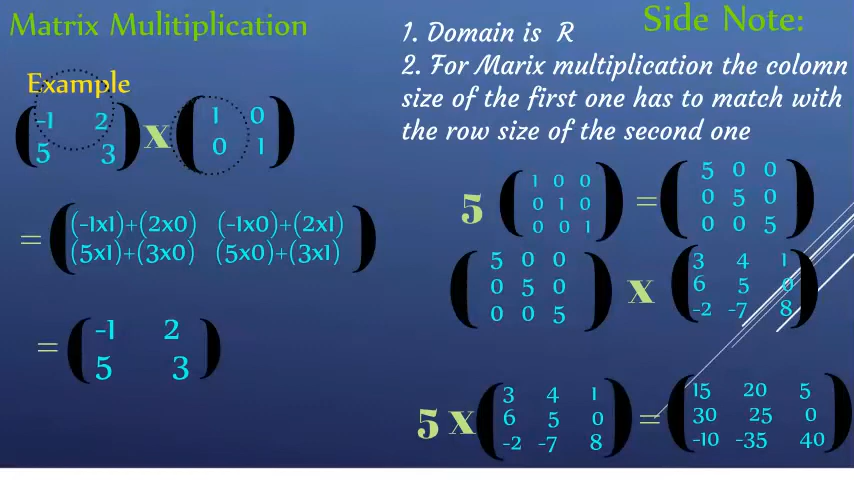 Matrix Mulitiplication
Example
-1 2
5 3
X
1 0
0 1
= (-1x1)+(2x0) (-1x0)+(2x1)
(5x1)+(3x0) (5x0)+(3x1)
= -1 2
5 3
Side Note:
1. Domain is R
2. For Marix multiplication the colomn
size of the first one has to match with
the row size of the second one
5
1 0 0
0 1 0
0 0 1
=
5 0 0
0 5 0
0 0 5
5 0 0
0 5 0
0 0 5
X
3 4 1
6 5 0
-2 -7 8
5 X
3 4 1
6 5 0
-2 -7 8
=
15 20 5
30 25 0
-10 -35 40